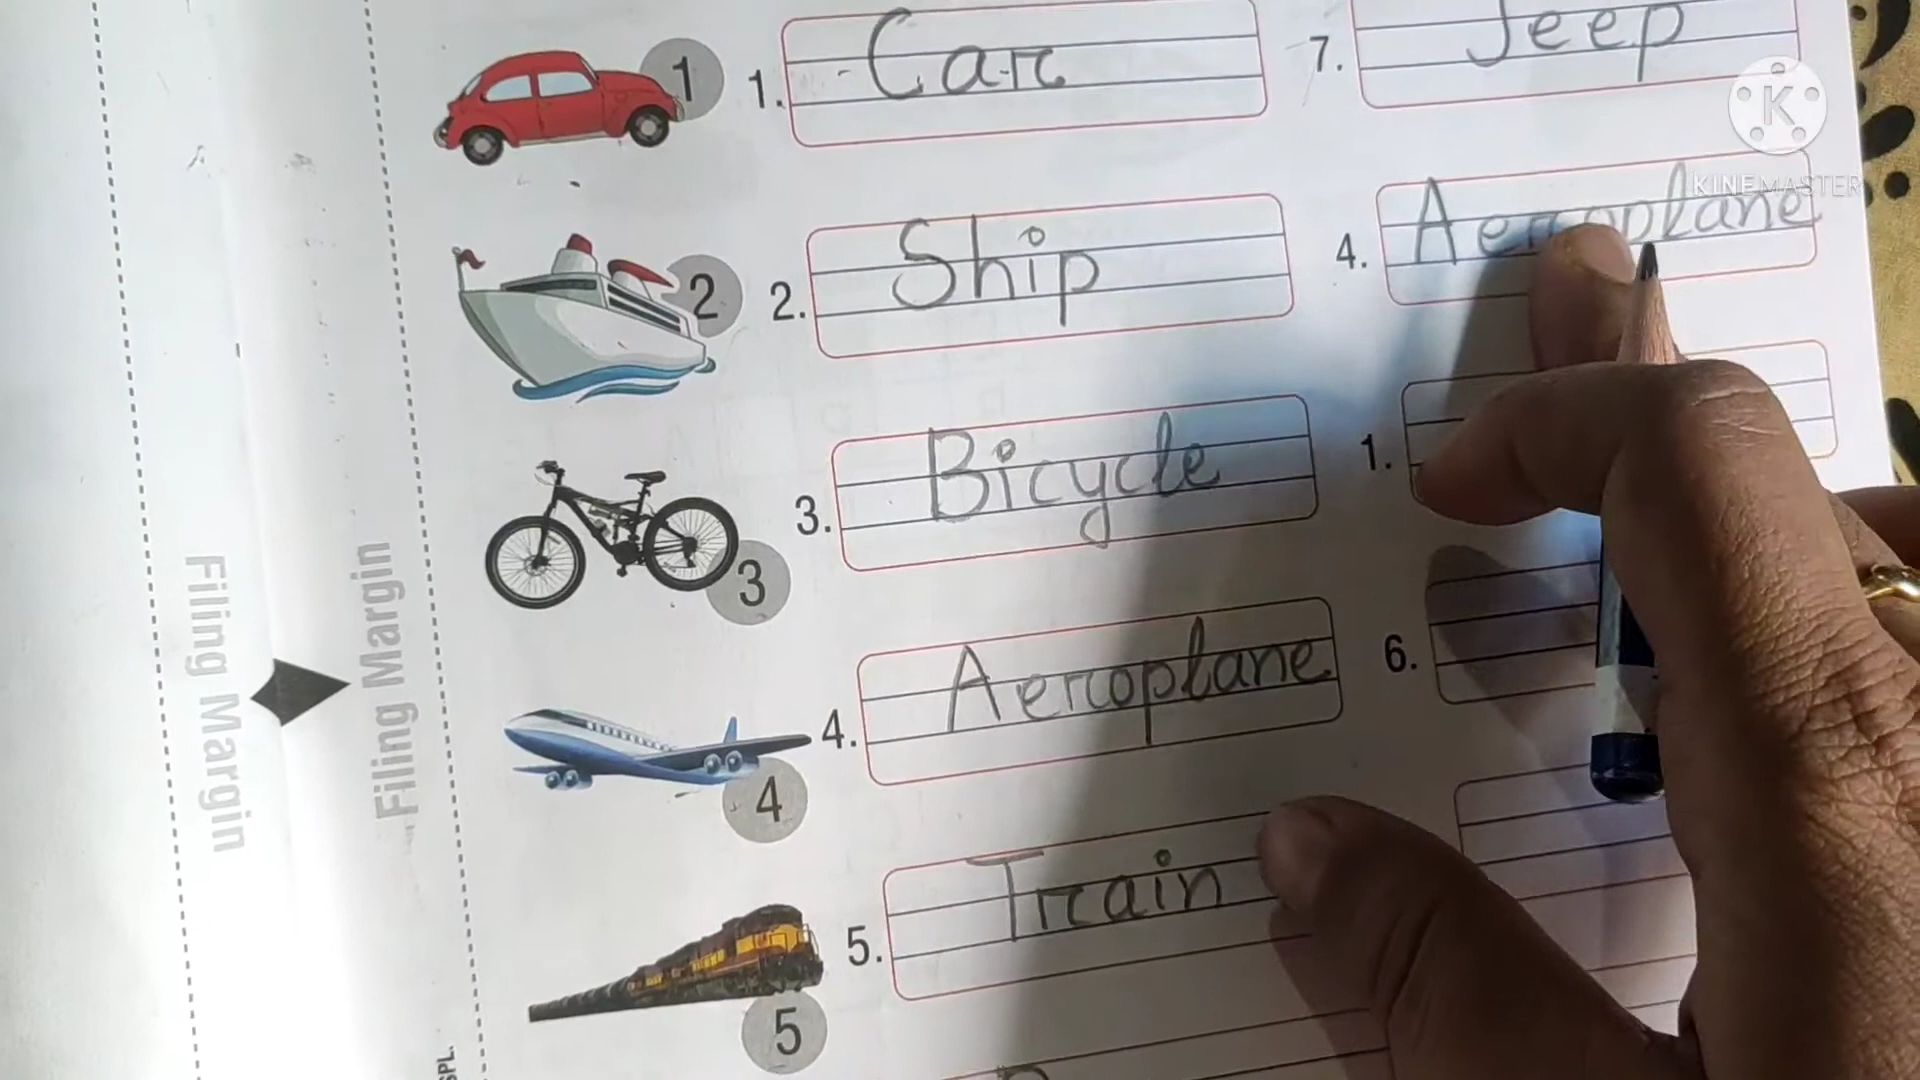 1 1. Car 7. Jeep
KINEMASTER
2 2. Ship 4. Aeroplane
3 3. Bicycle 1.
4 4. Aeroplane 6.
5 5. Train
Filing Margin
Filing Margin
SPL.